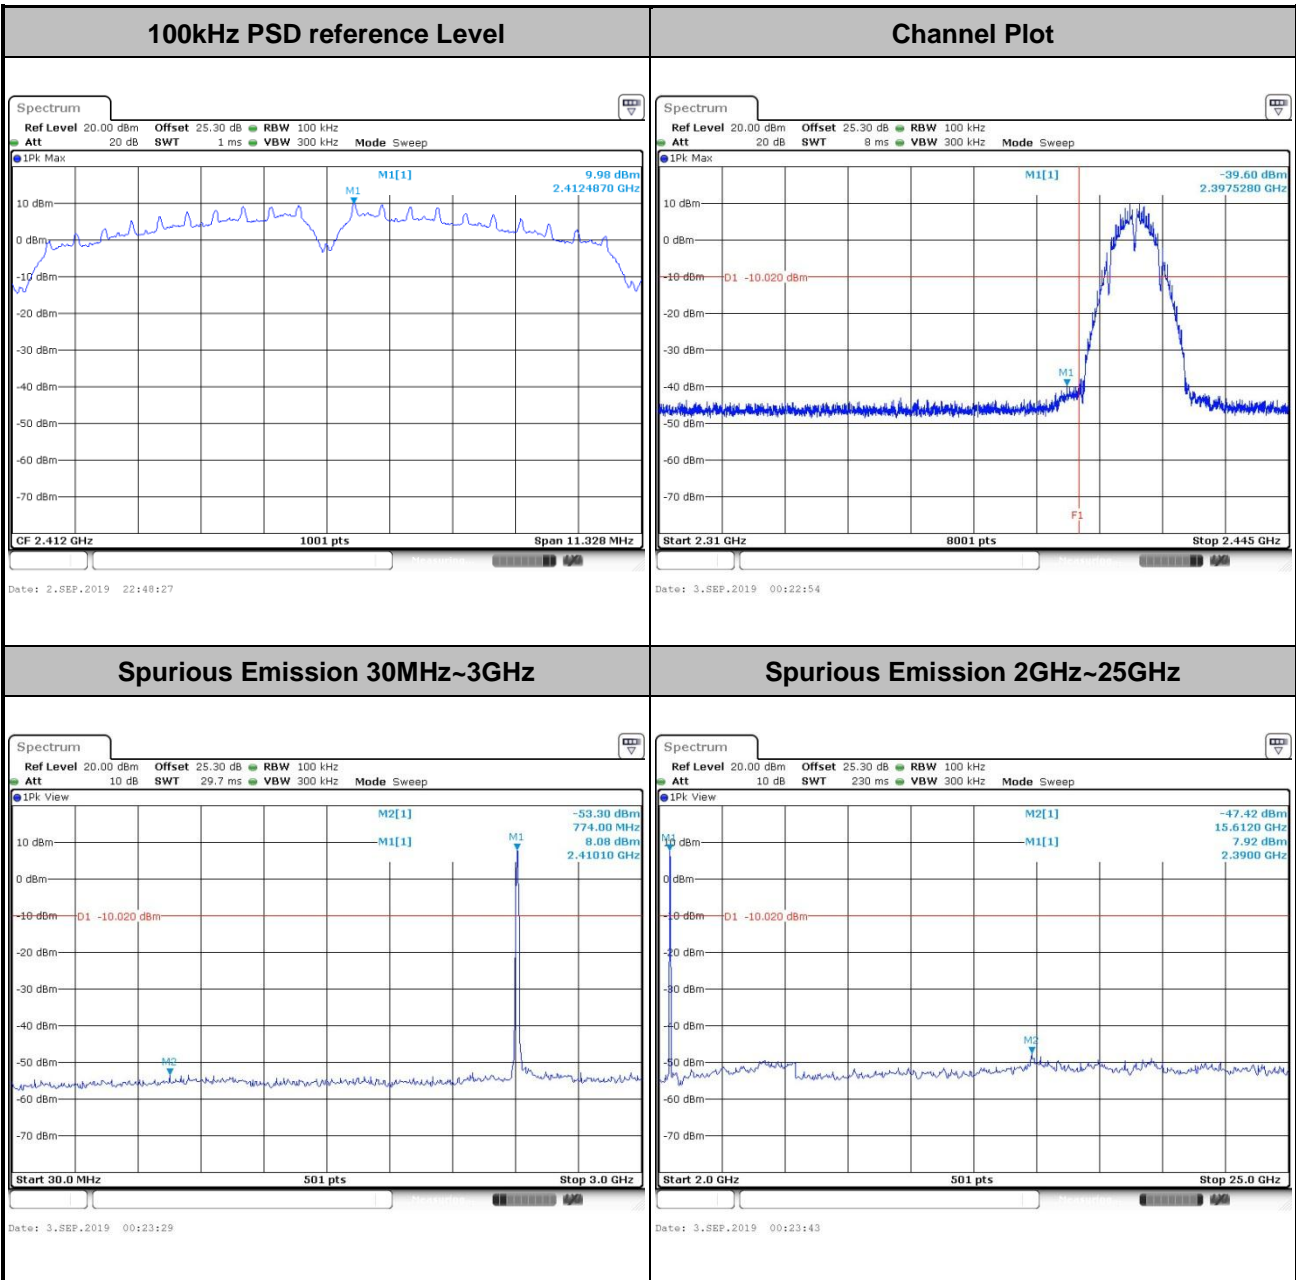 100kHz PSD reference Level
Channel Plot
Spectrum
Ref Level 20.00 dBm Offset 25.30 dB RBW 100 kHz
Att 20 dB SWT 1 ms VBW 300 kHz Mode Sweep
1Pk Max
M1[1] 9.98 dBm
2.4124870 GHz
M1
10 dBm
0 dBm
-10 dBm
-20 dBm
-30 dBm
-40 dBm
-50 dBm
-60 dBm
-70 dBm
CF 2.412 GHz 1001 pts Span 11.328 MHz
Date: 2.SEP.2019 22:48:27
Spectrum
Ref Level 20.00 dBm Offset 25.30 dB RBW 100 kHz
Att 20 dB SWT 8 ms VBW 300 kHz Mode Sweep
1Pk Max
M1[1] -39.60 dBm
2.3975280 GHz
10 dBm
0 dBm
-10 dBm D1 -10.020 dBm
-20 dBm
-30 dBm
M1
-40 dBm
-50 dBm
-60 dBm
-70 dBm
F1
Start 2.31 GHz 8001 pts Stop 2.445 GHz
Date: 3.SEP.2019 00:22:54
Spurious Emission 30MHz~3GHz
Spurious Emission 2GHz~25GHz
Spectrum
Ref Level 20.00 dBm Offset 25.30 dB RBW 100 kHz
Att 10 dB SWT 29.7 ms VBW 300 kHz Mode Sweep
1Pk View
M2[1] -53.30 dBm
774.00 MHz
M1
10 dBm M1[1] 8.08 dBm
2.41010 GHz
0 dBm
-10 dBm D1 -10.020 dBm
-20 dBm
-30 dBm
-40 dBm
-50 dBm
M2
-60 dBm
-70 dBm
Start 30.0 MHz 501 pts Stop 3.0 GHz
Date: 3.SEP.2019 00:23:29
Spectrum
Ref Level 20.00 dBm Offset 25.30 dB RBW 100 kHz
Att 10 dB SWT 230 ms VBW 300 kHz Mode Sweep
1Pk View
M2[1] -47.42 dBm
15.6120 GHz
M1
10 dBm M1[1] 7.92 dBm
2.3900 GHz
0 dBm
-10 dBm D1 -10.020 dBm
-20 dBm
-30 dBm
-40 dBm
M2
-50 dBm
-60 dBm
-70 dBm
Start 2.0 GHz 501 pts Stop 25.0 GHz
Date: 3.SEP.2019 00:23:43